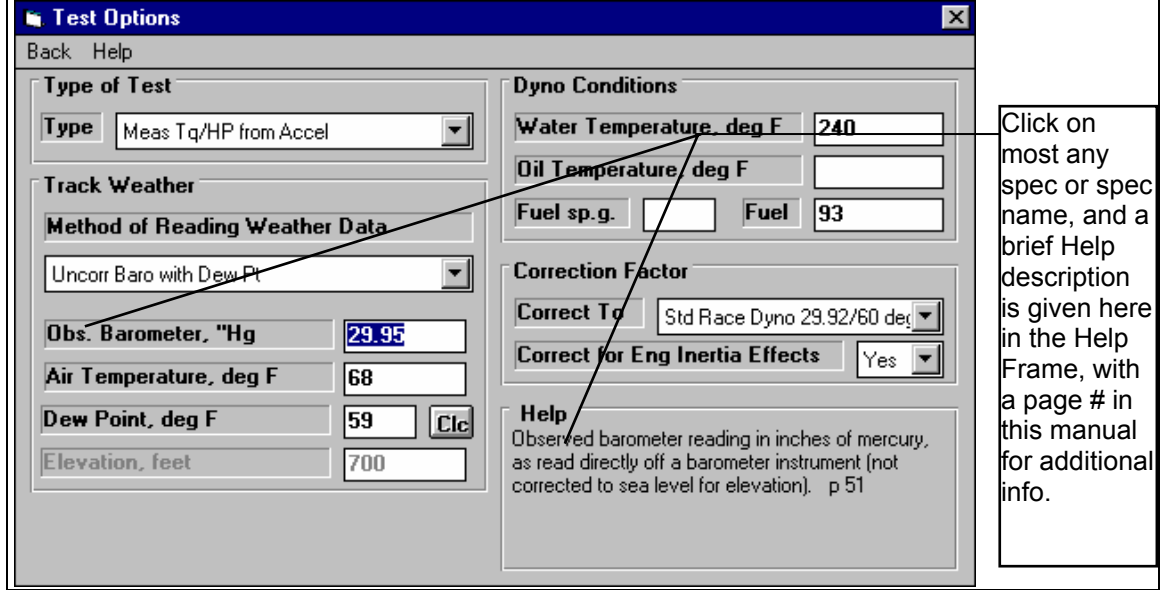 Test Options
Back Help
Type of Test
Type Meas Tq/HP from Accel
Track Weather
Method of Reading Weather Data
Uncorr Baro with Dew Pt
Obs. Barometer, "Hg 29.95
Air Temperature, deg F 68
Dew Point, deg F 59 Clc
Elevation, feet 700
Dyno Conditions
Water Temperature, deg F 240
Oil Temperature, deg F
Fuel sp.g. Fuel 93
Correction Factor
Correct To Std Race Dyno 29.92/60 deg
Correct for Eng Inertia Effects Yes
Help
Observed barometer reading in inches of mercury,
as read directly off a barometer instrument (not
corrected to sea level for elevation). p 51
Click on
most any
spec or spec
name, and a
brief Help
description
is given here
in the Help
Frame, with
a page # in
this manual
for additional
info.